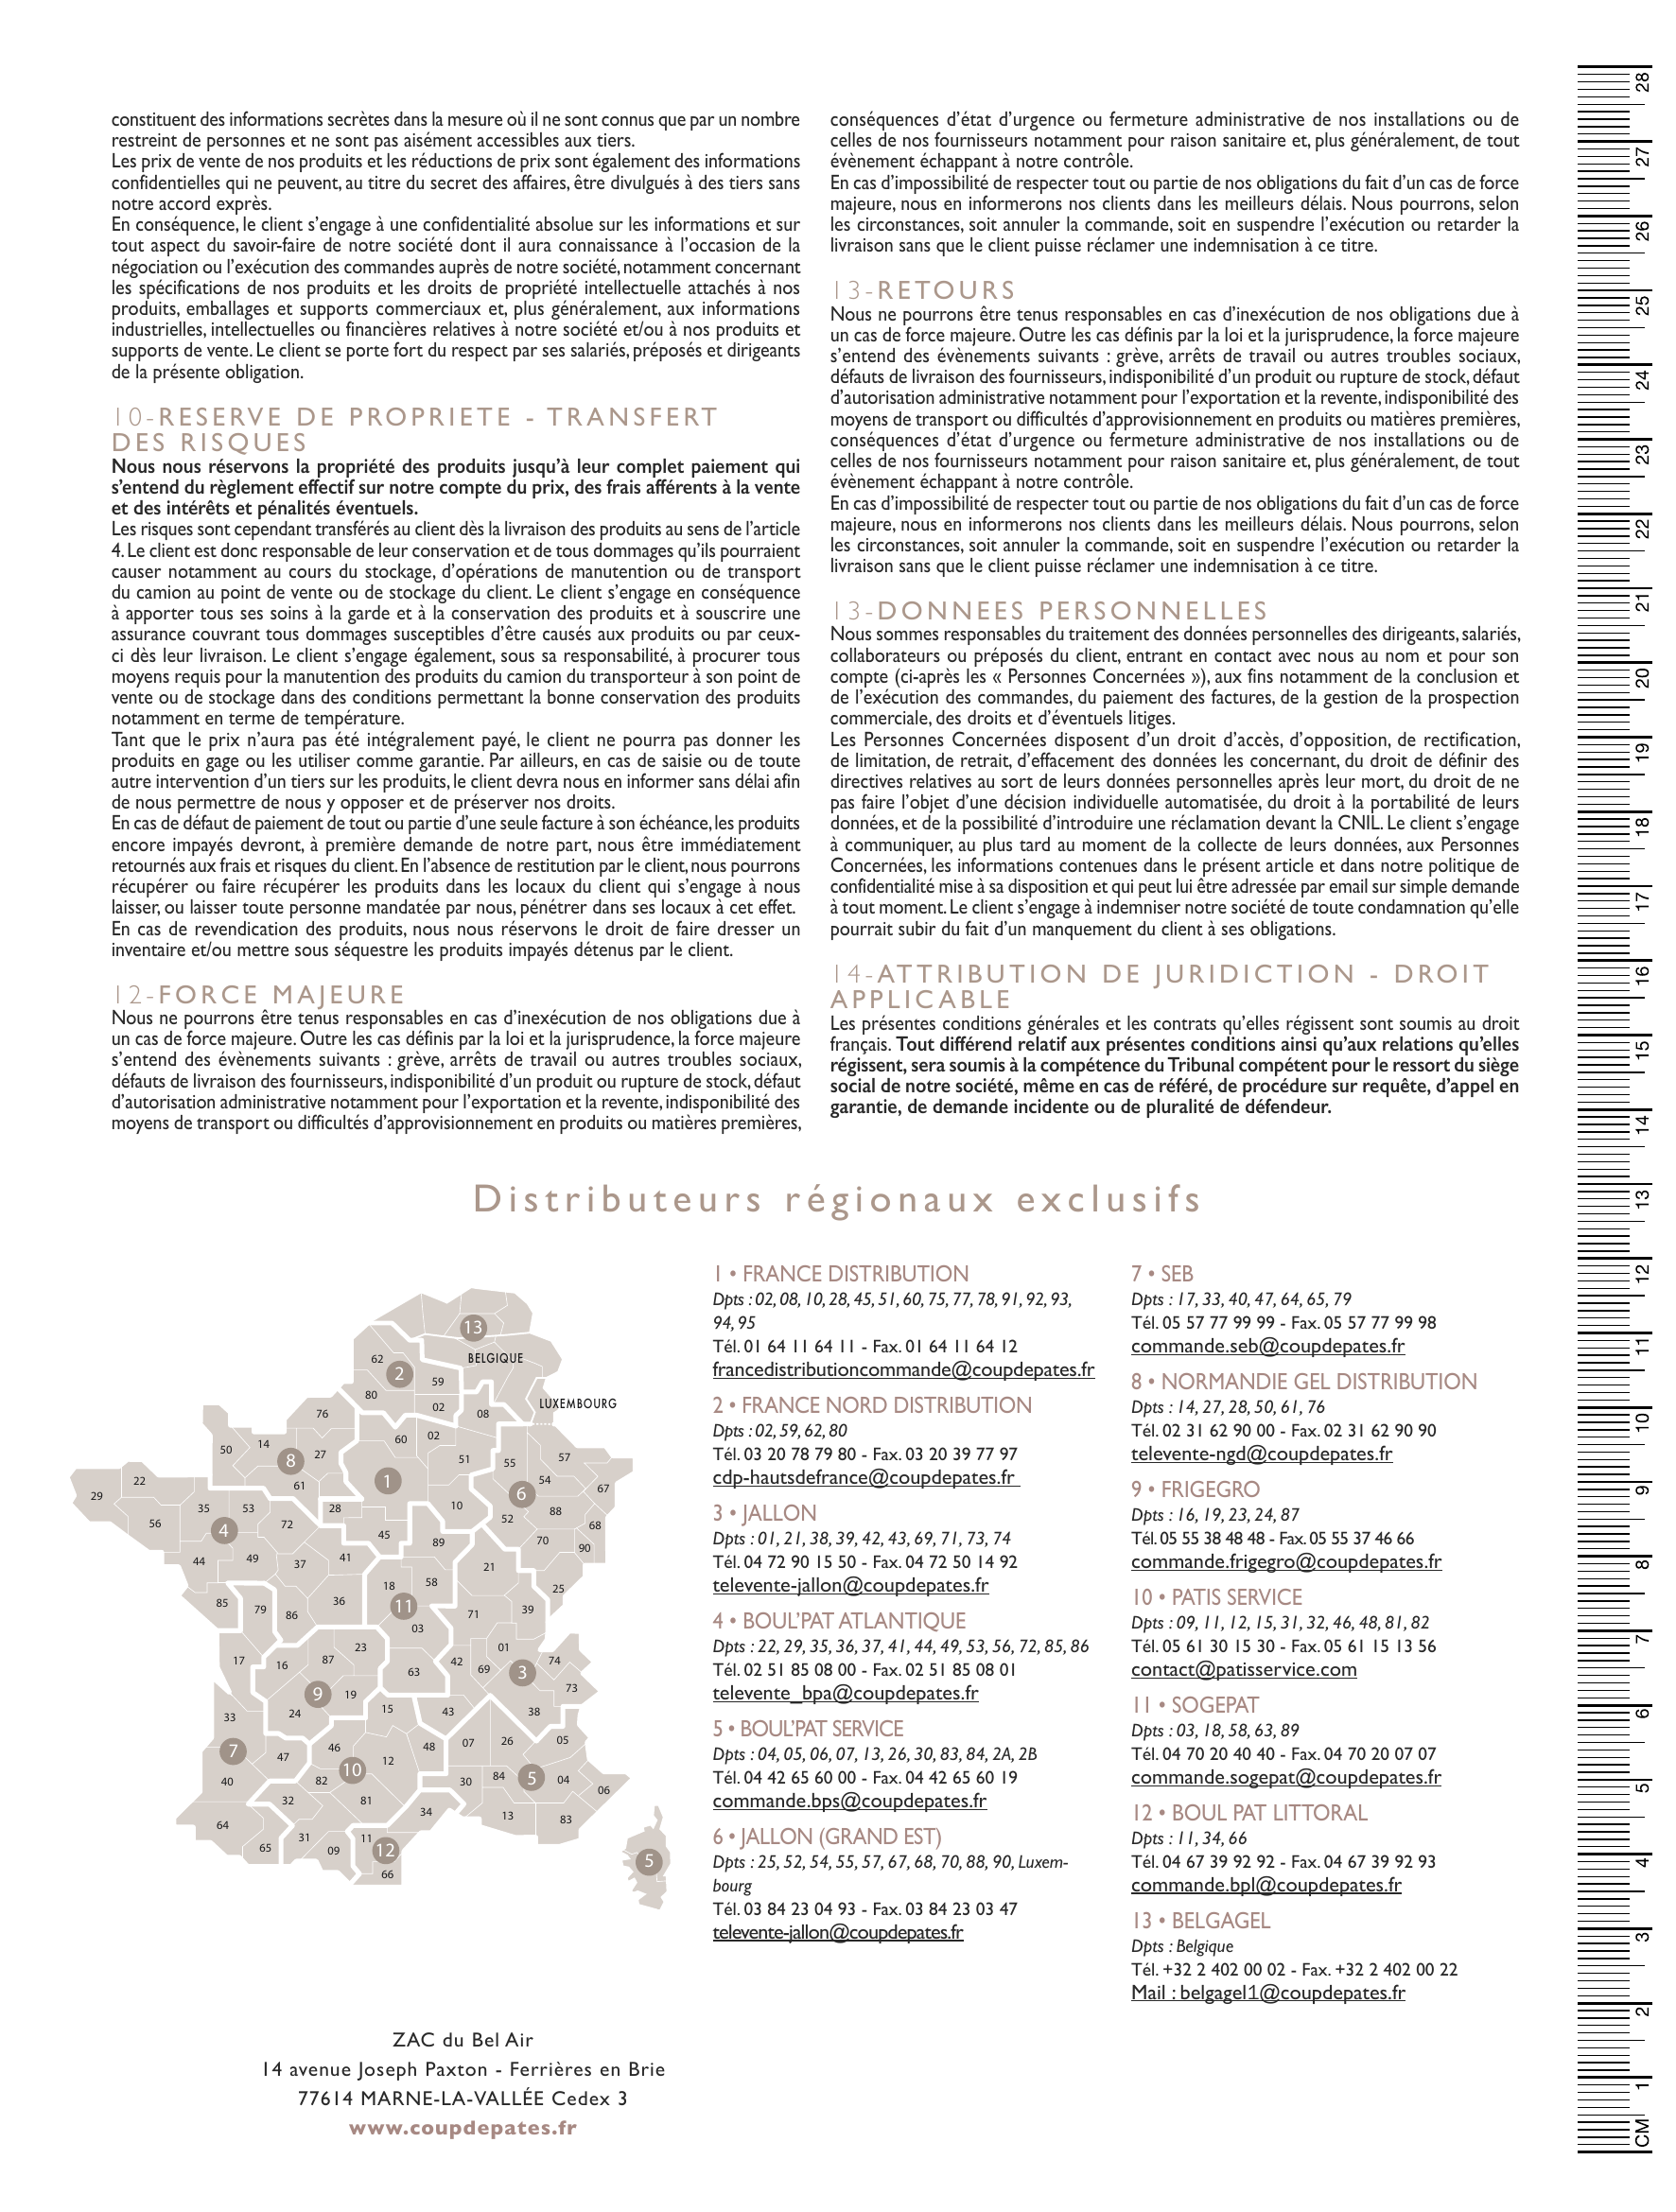 constituent des informations secrètes dans la mesure où il ne sont connus que par un nombre
restreint de personnes et ne sont pas aisément accessibles aux tiers.
Les prix de vente de nos produits et les réductions de prix sont également des informations
confidentielles qui ne peuvent, au titre du secret des affaires, être divulgués à des tiers sans
notre accord exprès.
En conséquence, le client s’engage à une confidentialité absolue sur les informations et sur
tout aspect du savoir-faire de notre société dont il aura connaissance à l’occasion de la
négociation ou l’exécution des commandes auprès de notre société, notamment concernant
les spécifications de nos produits et les droits de propriété intellectuelle attachés à nos
produits, emballages et supports commerciaux et, plus généralement, aux informations
industrielles, intellectuelles ou financières relatives à notre société et/ou à nos produits et
supports de vente. Le client se porte fort du respect par ses salariés, préposés et dirigeants
de la présente obligation.
10-RESERVE DE PROPRIETE - TRANSFERT
DES RISQUES
Nous nous réservons la propriété des produits jusqu’à leur complet paiement qui
s’entend du règlement effectif sur notre compte du prix, des frais afférents à la vente
et des intérêts et pénalités éventuels.
Les risques sont cependant transférés au client dès la livraison des produits au sens de l’article
4. Le client est donc responsable de leur conservation et de tous dommages qu’ils pourraient
causer notamment au cours du stockage, d’opérations de manutention ou de transport
du camion au point de vente ou de stockage du client. Le client s’engage en conséquence
à apporter tous ses soins à la garde et à la conservation des produits et à souscrire une
assurance couvrant tous dommages susceptibles d’être causés aux produits ou par ceux-
ci dès leur livraison. Le client s’engage également, sous sa responsabilité, à procurer tous
moyens requis pour la manutention des produits du camion du transporteur à son point de
vente ou de stockage dans des conditions permettant la bonne conservation des produits
notamment en terme de température.
Tant que le prix n’aura pas été intégralement payé, le client ne pourra pas donner les
produits en gage ou les utiliser comme garantie. Par ailleurs, en cas de saisie ou de toute
autre intervention d’un tiers sur les produits, le client devra nous en informer sans délai afin
de nous permettre de nous y opposer et de préserver nos droits.
En cas de défaut de paiement de tout ou partie d’une seule facture à son échéance, les produits
encore impayés devront, à première demande de notre part, nous être immédiatement
retournés aux frais et risques du client. En l’absence de restitution par le client, nous pourrons
récupérer ou faire récupérer les produits dans les locaux du client qui s’engage à nous
laisser, ou laisser toute personne mandatée par nous, pénétrer dans ses locaux à cet effet.
En cas de revendication des produits, nous nous réservons le droit de faire dresser un
inventaire et/ou mettre sous séquestre les produits impayés détenus par le client.
12-FORCE MAJEURE
Nous ne pourrons être tenus responsables en cas d’inexécution de nos obligations due à
un cas de force majeure. Outre les cas définis par la loi et la jurisprudence, la force majeure
s’entend des évènements suivants : grève, arrêts de travail ou autres troubles sociaux,
défauts de livraison des fournisseurs, indisponibilité d’un produit ou rupture de stock, défaut
d’autorisation administrative notamment pour l’exportation et la revente, indisponibilité des
moyens de transport ou difficultés d’approvisionnement en produits ou matières premières,
conséquences d’état d’urgence ou fermeture administrative de nos installations ou de
celles de nos fournisseurs notamment pour raison sanitaire et, plus généralement, de tout
évènement échappant à notre contrôle.
En cas d’impossibilité de respecter tout ou partie de nos obligations du fait d’un cas de force
majeure, nous en informerons nos clients dans les meilleurs délais. Nous pourrons, selon
les circonstances, soit annuler la commande, soit en suspendre l’exécution ou retarder la
livraison sans que le client puisse réclamer une indemnisation à ce titre.
13-RETOURS
Nous ne pourrons être tenus responsables en cas d’inexécution de nos obligations due à
un cas de force majeure. Outre les cas définis par la loi et la jurisprudence, la force majeure
s’entend des évènements suivants : grève, arrêts de travail ou autres troubles sociaux,
défauts de livraison des fournisseurs, indisponibilité d’un produit ou rupture de stock, défaut
d’autorisation administrative notamment pour l’exportation et la revente, indisponibilité des
moyens de transport ou difficultés d’approvisionnement en produits ou matières premières,
conséquences d’état d’urgence ou fermeture administrative de nos installations ou de
celles de nos fournisseurs notamment pour raison sanitaire et, plus généralement, de tout
évènement échappant à notre contrôle.
En cas d’impossibilité de respecter tout ou partie de nos obligations du fait d’un cas de force
majeure, nous en informerons nos clients dans les meilleurs délais. Nous pourrons, selon
les circonstances, soit annuler la commande, soit en suspendre l’exécution ou retarder la
livraison sans que le client puisse réclamer une indemnisation à ce titre.
13-DONNEES PERSONNELLES
Nous sommes responsables du traitement des données personnelles des dirigeants, salariés,
collaborateurs ou préposés du client, entrant en contact avec nous au nom et pour son
compte (ci-après les « Personnes Concernées »), aux fins notamment de la conclusion et
de l’exécution des commandes, du paiement des factures, de la gestion de la prospection
commerciale, des droits et d’éventuels litiges.
Les Personnes Concernées disposent d’un droit d’accès, d’opposition, de rectification,
de limitation, de retrait, d’effacement des données les concernant, du droit de définir des
directives relatives au sort de leurs données personnelles après leur mort, du droit de ne
pas faire l’objet d’une décision individuelle automatisée, du droit à la portabilité de leurs
données, et de la possibilité d’introduire une réclamation devant la CNIL. Le client s’engage
à communiquer, au plus tard au moment de la collecte de leurs données, aux Personnes
Concernées, les informations contenues dans le présent article et dans notre politique de
confidentialité mise à sa disposition et qui peut lui être adressée par email sur simple demande
à tout moment. Le client s’engage à indemniser notre société de toute condamnation qu’elle
pourrait subir du fait d’un manquement du client à ses obligations.
14-ATTRIBUTION DE JURIDICTION - DROIT
APPLICABLE
Les présentes conditions générales et les contrats qu’elles régissent sont soumis au droit
français. Tout différend relatif aux présentes conditions ainsi qu’aux relations qu’elles
régissent, sera soumis à la compétence du Tribunal compétent pour le ressort du siège
social de notre société, même en cas de référé, de procédure sur requête, d’appel en
garantie, de demande incidente ou de pluralité de défendeur.
Distributeurs régionaux exclusifs
13
BELGIQUE
62
2
59
80
02
LUXEMBOURG
76
08
50
14
27
60
02
8
51
55
57
22
61
1
54
67
29
6
35
53
28
10
88
56
4
72
52
68
45
89
70
90
44
49
37
41
21
18
58
25
85
79
86
36
11
71
39
03
23
01
17
16
87
63
42
69
3
74
73
9
19
24
15
43
38
33
7
46
48
07
26
05
47
10
12
40
82
30
84
5
04
06
32
81
34
13
83
64
31
11
65
09
12
66
5
1 • FRANCE DISTRIBUTION
Dpts : 02, 08, 10, 28, 45, 51, 60, 75, 77, 78, 91, 92, 93,
94, 95
Tél. 01 64 11 64 11 - Fax. 01 64 11 64 12
francedistributioncommande@coupdepates.fr
2 • FRANCE NORD DISTRIBUTION
Dpts : 02, 59, 62, 80
Tél. 03 20 78 79 80 - Fax. 03 20 39 77 97
cdp-hautsdefrance@coupdepates.fr
3 • JALLON
Dpts : 01, 21, 38, 39, 42, 43, 69, 71, 73, 74
Tél. 04 72 90 15 50 - Fax. 04 72 50 14 92
televente-jallon@coupdepates.fr
4 • BOUL’PAT ATLANTIQUE
Dpts : 22, 29, 35, 36, 37, 41, 44, 49, 53, 56, 72, 85, 86
Tél. 02 51 85 08 00 - Fax. 02 51 85 08 01
televente_bpa@coupdepates.fr
5 • BOUL’PAT SERVICE
Dpts : 04, 05, 06, 07, 13, 26, 30, 83, 84, 2A, 2B
Tél. 04 42 65 60 00 - Fax. 04 42 65 60 19
commande.bps@coupdepates.fr
6 • JALLON (GRAND EST)
Dpts : 25, 52, 54, 55, 57, 67, 68, 70, 88, 90, Luxem-
bourg
Tél. 03 84 23 04 93 - Fax. 03 84 23 03 47
televente-jallon@coupdepates.fr
7 • SEB
Dpts : 17, 33, 40, 47, 64, 65, 79
Tél. 05 57 77 99 99 - Fax. 05 57 77 99 98
commande.seb@coupdepates.fr
8 • NORMANDIE GEL DISTRIBUTION
Dpts : 14, 27, 28, 50, 61, 76
Tél. 02 31 62 90 00 - Fax. 02 31 62 90 90
televente-ngd@coupdepates.fr
9 • FRIGEGRO
Dpts : 16, 19, 23, 24, 87
Tél. 05 55 38 48 48 - Fax. 05 55 37 46 66
commande.frigegro@coupdepates.fr
10 • PATIS SERVICE
Dpts : 09, 11, 12, 15, 31, 32, 46, 48, 81, 82
Tél. 05 61 30 15 30 - Fax. 05 61 15 13 56
contact@patisservice.com
11 • SOGEPAT
Dpts : 03, 18, 58, 63, 89
Tél. 04 70 20 40 40 - Fax. 04 70 20 07 07
commande.sogepat@coupdepates.fr
12 • BOUL PAT LITTORAL
Dpts : 11, 34, 66
Tél. 04 67 39 92 92 - Fax. 04 67 39 92 93
commande.bpl@coupdepates.fr
13 • BELGAGEL
Dpts : Belgique
Tél. +32 2 402 00 02 - Fax. +32 2 402 00 22
Mail : belgagel1@coupdepates.fr
ZAC du Bel Air
14 avenue Joseph Paxton - Ferrières en Brie
77614 MARNE-LA-VALLÉE Cedex 3
www.coupdepates.fr
28
27
26
25
24
23
22
21
20
19
18
17
16
15
14
13
12
11
10
9
8
7
6
5
4
3
2
1
CM